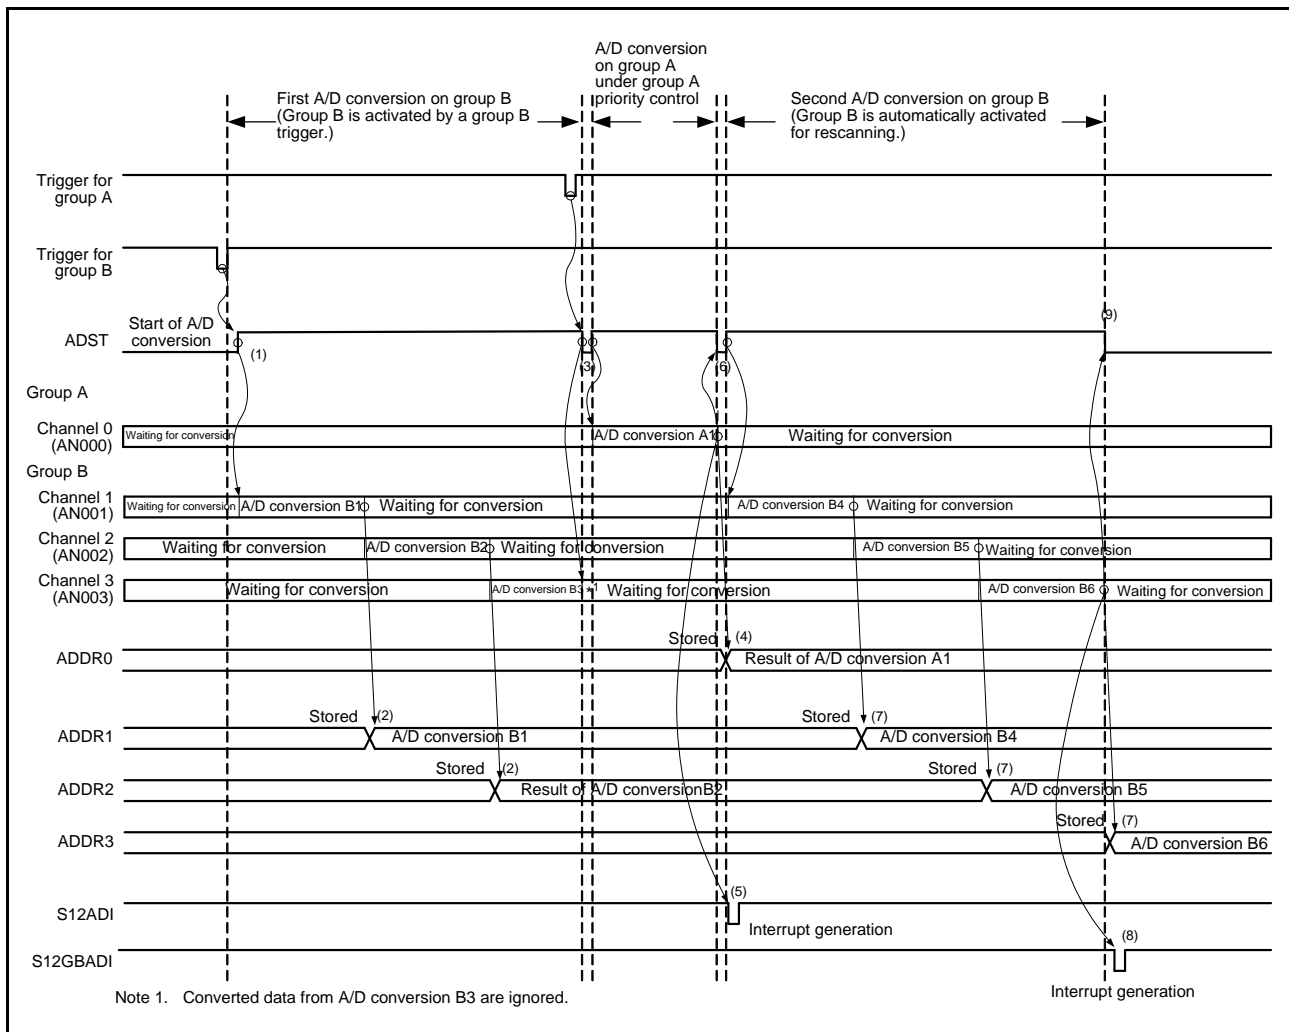 A/D conversion
on group A
under group A
priority control
First A/D conversion on group B
(Group B is activated by a group B
trigger.)
Second A/D conversion on group B
(Group B is automatically activated
for rescanning.)
Trigger for
group A
Trigger for
group B
ADST
Start of A/D
conversion
(1)
(3)
(6)
(9)
Group A
Channel 0
(AN000)
Waiting for conversion
A/D conversion A1
Waiting for conversion
Group B
Channel 1
(AN001)
Waiting for conversion
A/D conversion B1
Waiting for conversion
A/D conversion B4
Waiting for conversion
Channel 2
(AN002)
Waiting for conversion
A/D conversion B2
Waiting for conversion
A/D conversion B5
Waiting for conversion
Channel 3
(AN003)
Waiting for conversion
A/D conversion B3 *1
Waiting for conversion
A/D conversion B6
Waiting for conversion
ADDR0
Stored
(4)
Result of A/D conversion A1
ADDR1
Stored
(2)
A/D conversion B1
Stored
(7)
A/D conversion B4
ADDR2
Stored
(2)
Result of A/D conversionB2
Stored
(7)
A/D conversion B5
ADDR3
Stored
(7)
A/D conversion B6
S12ADI
(5)
Interrupt generation
S12GBADI
(8)
Interrupt generation
Note 1. Converted data from A/D conversion B3 are ignored.